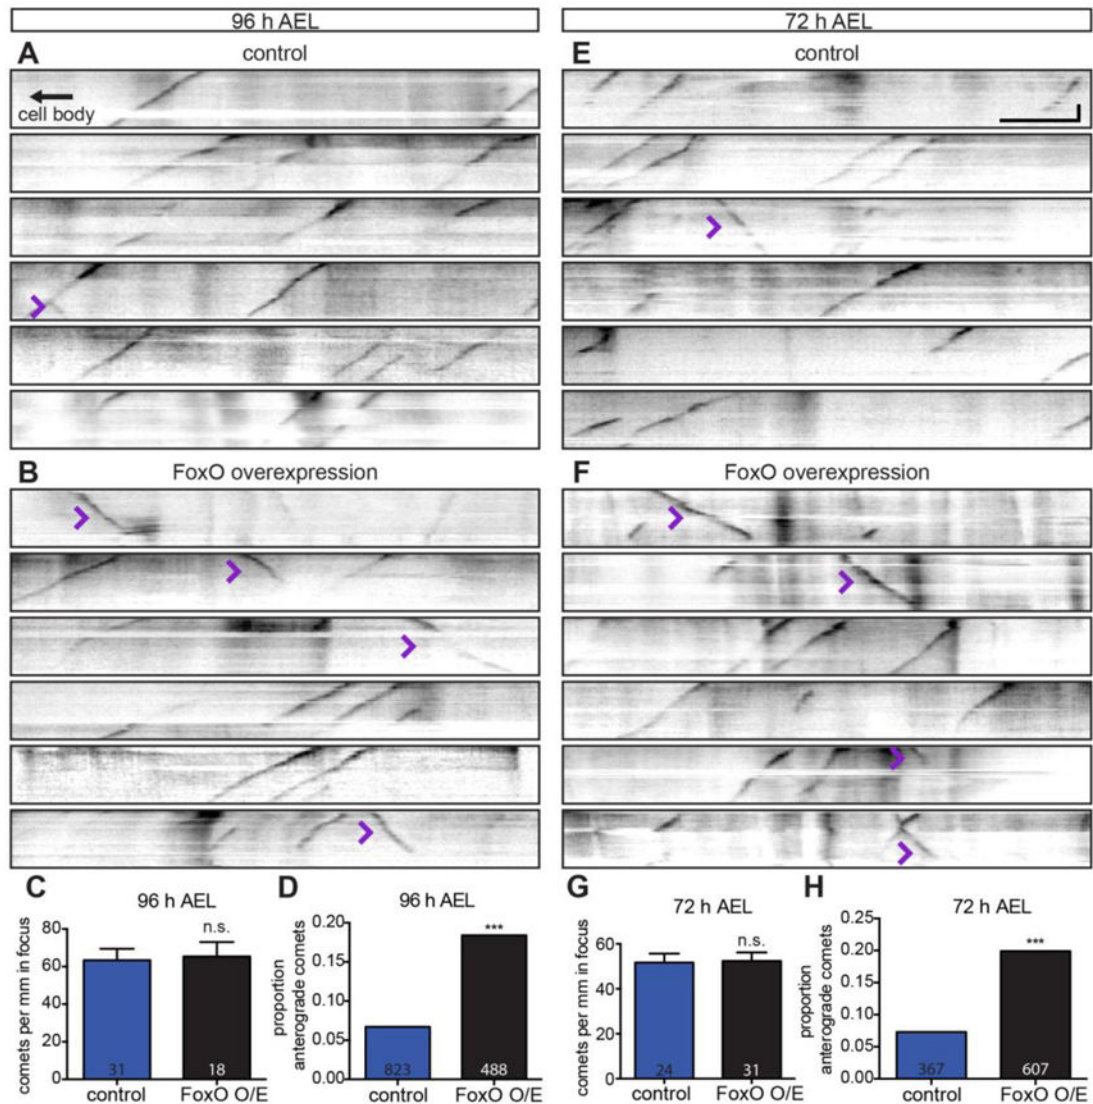 96 h AEL
A
control
cell body
B
FoxO overexpression
C
96 h AEL
comets per mm in focus
80
60
40
20
0
n.s.
31
18
control
FoxO O/E
D
96 h AEL
proportion
anterograde comets
0.20
0.15
0.10
0.05
0.00
***
823
488
control
FoxO O/E
72 h AEL
E
control
F
FoxO overexpression
G
72 h AEL
comets per mm in focus
60
40
20
0
n.s.
24
31
control
FoxO O/E
H
72 h AEL
proportion
anterograde comets
0.25
0.20
0.15
0.10
0.05
0.00
***
367
607
control
FoxO O/E